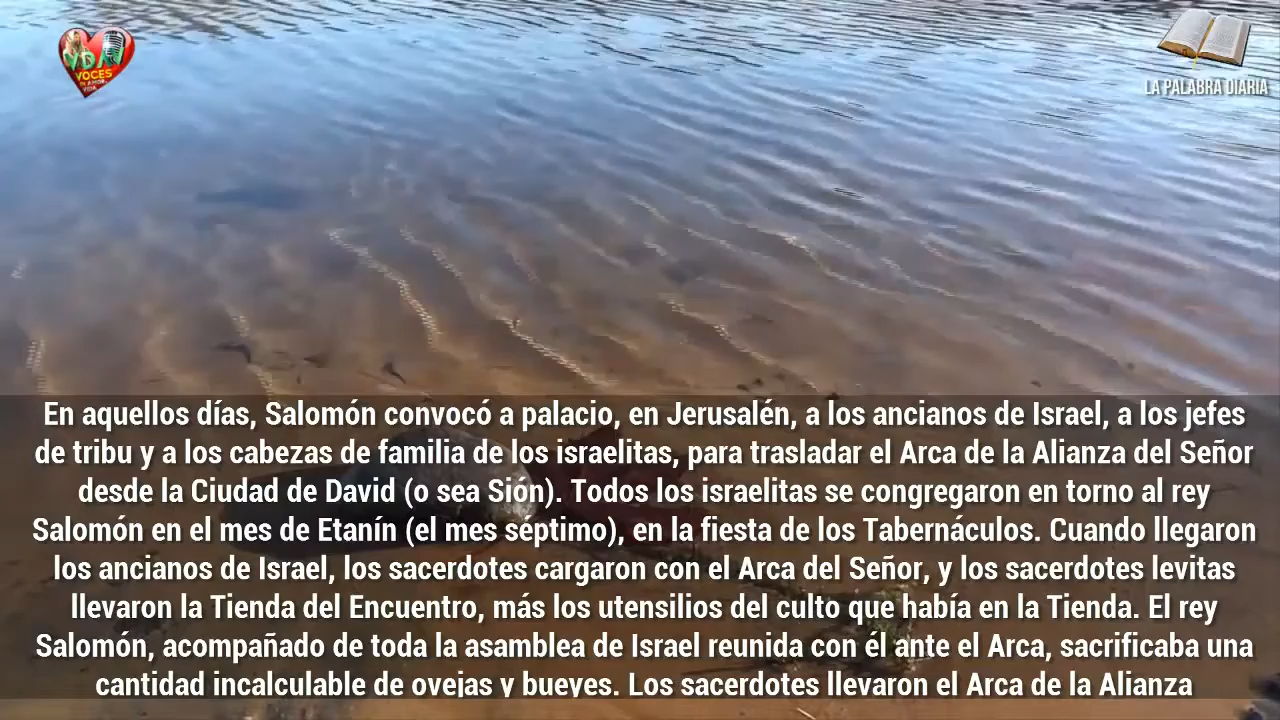 VOCES
LA PALABRA DIARIA
En aquellos días, Salomón convocó a palacio, en Jerusalén, a los ancianos de Israel, a los jefes
de tribu y a los cabezas de familia de los israelitas, para trasladar el Arca de la Alianza del Señor
desde la Ciudad de David (o sea Sión). Todos los israelitas se congregaron en torno al rey
Salomón en el mes de Etanín (el mes séptimo), en la fiesta de los Tabernáculos. Cuando llegaron
los ancianos de Israel, los sacerdotes cargaron con el Arca del Señor, y los sacerdotes levitas
llevaron la Tienda del Encuentro, más los utensilios del culto que había en la Tienda. El rey
Salomón, acompañado de toda la asamblea de Israel reunida con él ante el Arca, sacrificaba una
cantidad incalculable de ovejas y bueyes. Los sacerdotes llevaron el Arca de la Alianza